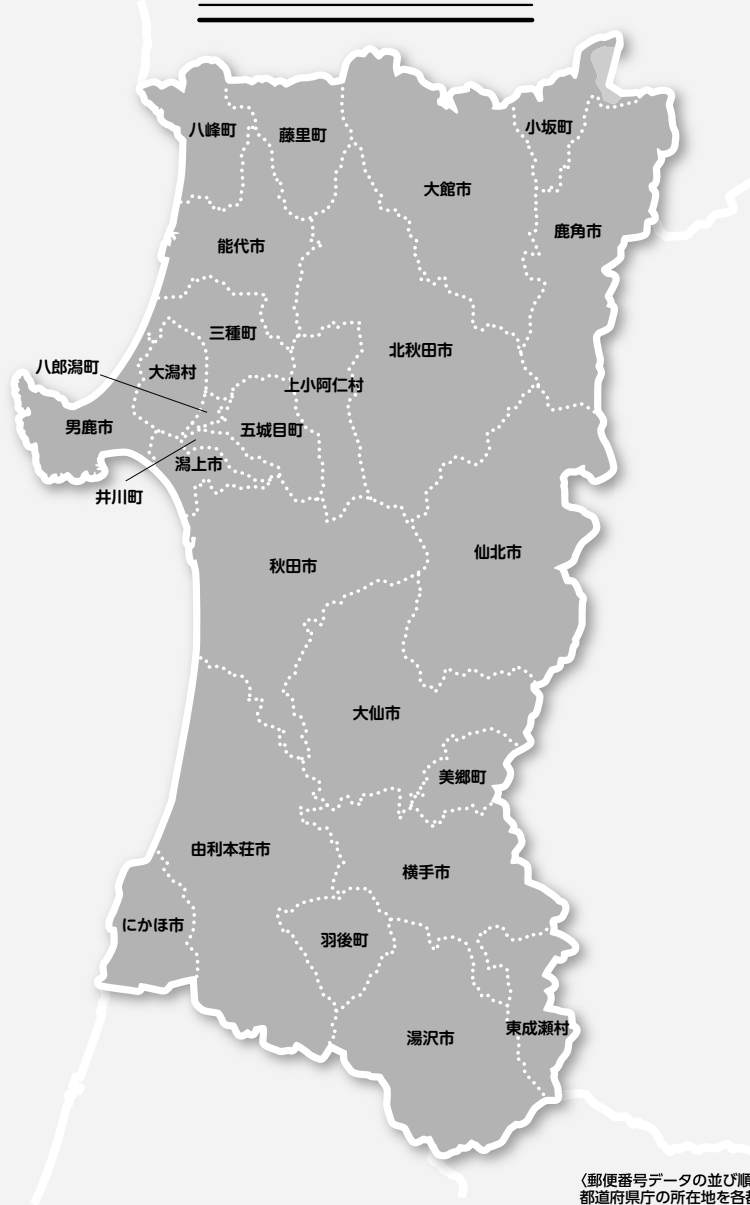 八峰町
藤里町
小坂町
大館市
鹿角市
能代市
三種町
北秋田市
八郎潟町
大潟村
上小阿仁村
男鹿市
五城目町
潟上市
井川町
仙北市
秋田市
大仙市
美郷町
由利本荘市
横手市
にかほ市
羽後町
東成瀬村
湯沢市
〈郵便番号データの並び順
都道府県庁の所在地を各